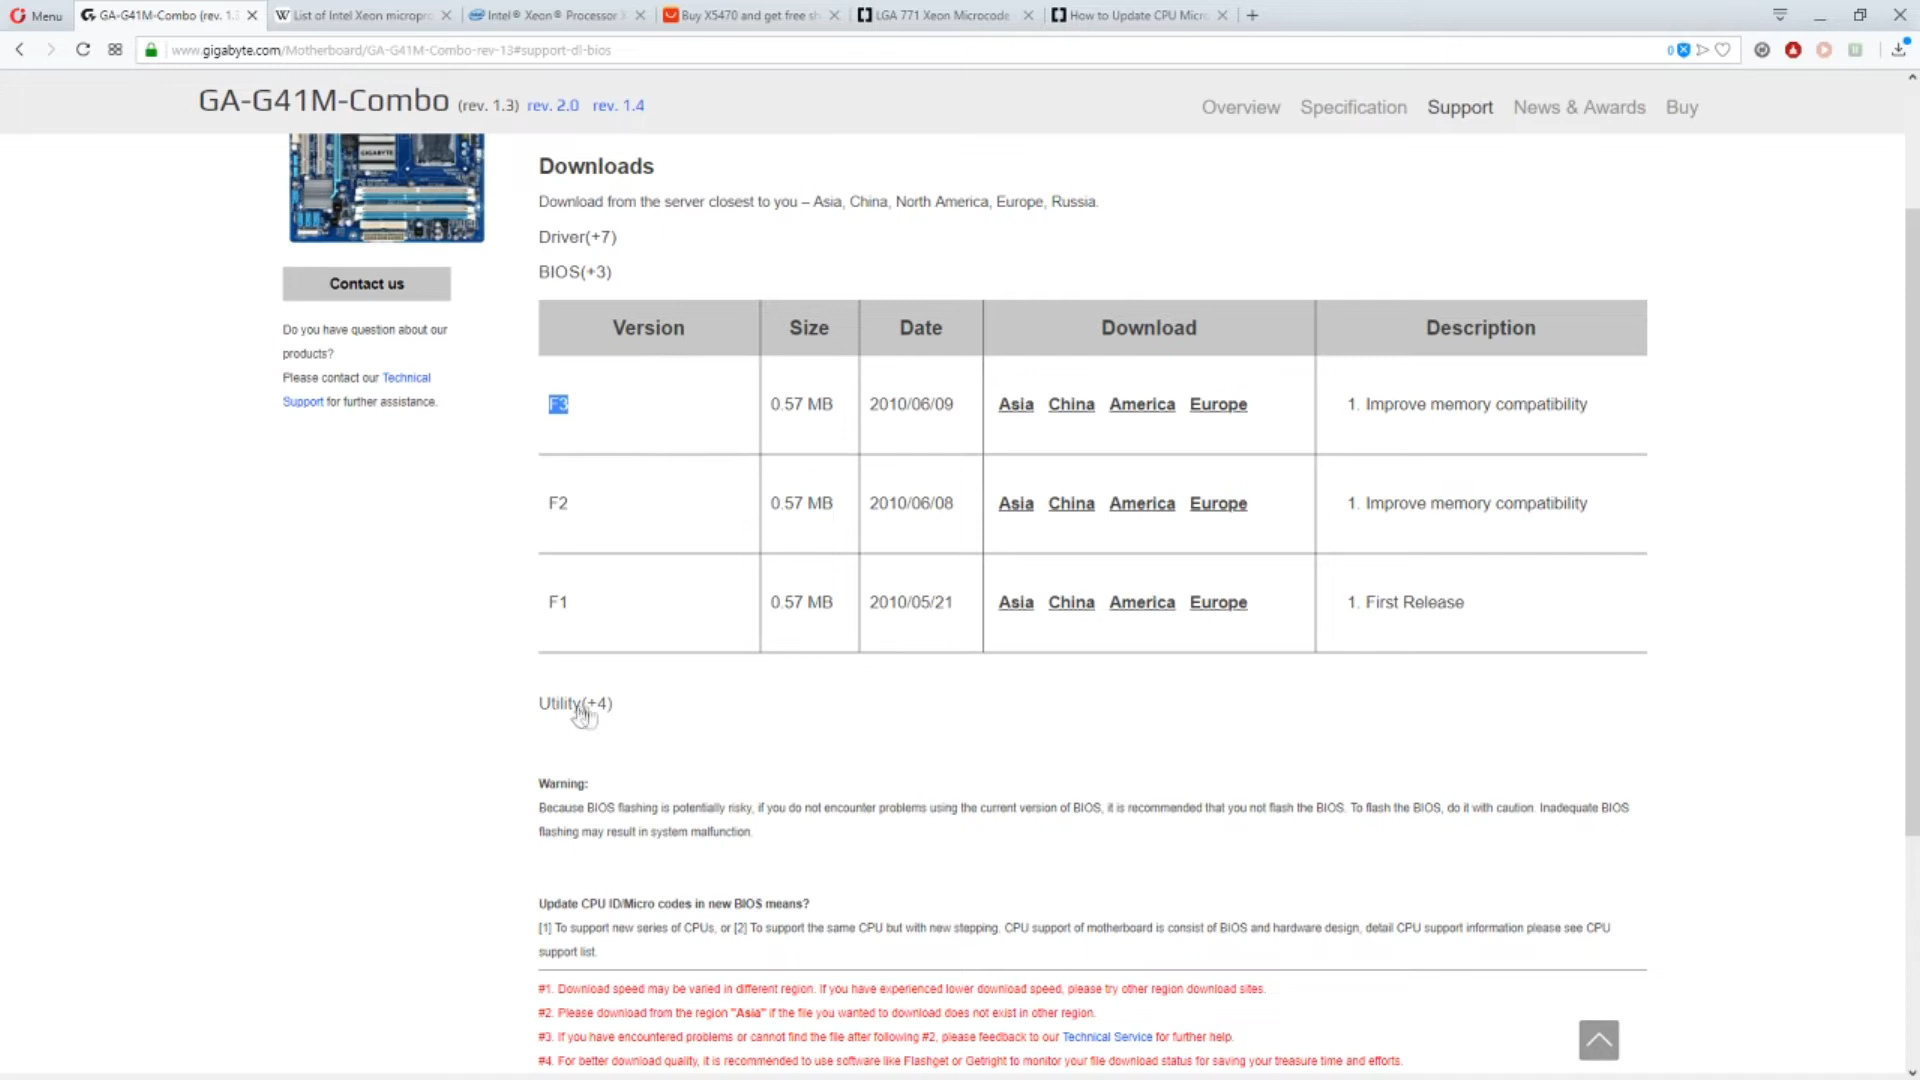 Menu
GA-G41M-Combo (rev. 1.3
List of Intel Xeon micropro
Intel® Xeon® Processor
Buy X5470 and get free sh
LGA 771 Xeon Microcode
How to Update CPU Micr
www.gigabyte.com/Motherboard/GA-G41M-Combo-rev-13#support-dl-bios
0
GA-G41M-Combo (rev. 1.3) rev. 2.0 rev. 1.4
Overview Specification Support News & Awards Buy
GIGABYTE
Downloads
Download from the server closest to you – Asia, China, North America, Europe, Russia.
Driver(+7)
BIOS(+3)
Contact us
Do you have question about our
products?
Please contact our Technical
Support for further assistance.
Version Size Date Download Description
F3 0.57 MB 2010/06/09 Asia China America Europe 1. Improve memory compatibility
F2 0.57 MB 2010/06/08 Asia China America Europe 1. Improve memory compatibility
F1 0.57 MB 2010/05/21 Asia China America Europe 1. First Release
Utility(+4)
Warning:
Because BIOS flashing is potentially risky, if you do not encounter problems using the current version of BIOS, it is recommended that you not flash the BIOS. To flash the BIOS, do it with caution. Inadequate BIOS
flashing may result in system malfunction.
Update CPU ID/Micro codes in new BIOS means?
[1] To support new series of CPUs, or [2] To support the same CPU but with new stepping. CPU support of motherboard is consist of BIOS and hardware design, detail CPU support information please see CPU
support list.
#1. Download speed may be varied in different region. If you have experienced lower download speed, please try other region download sites.
#2. Please download from the region "Asia" if the file you wanted to download does not exist in other region.
#3. If you have encountered problems or cannot find the file after following #2, please feedback to our Technical Service for further help.
#4. For better download quality, it is recommended to use software like Flashget or Getright to monitor your file download status for saving your treasure time and efforts.